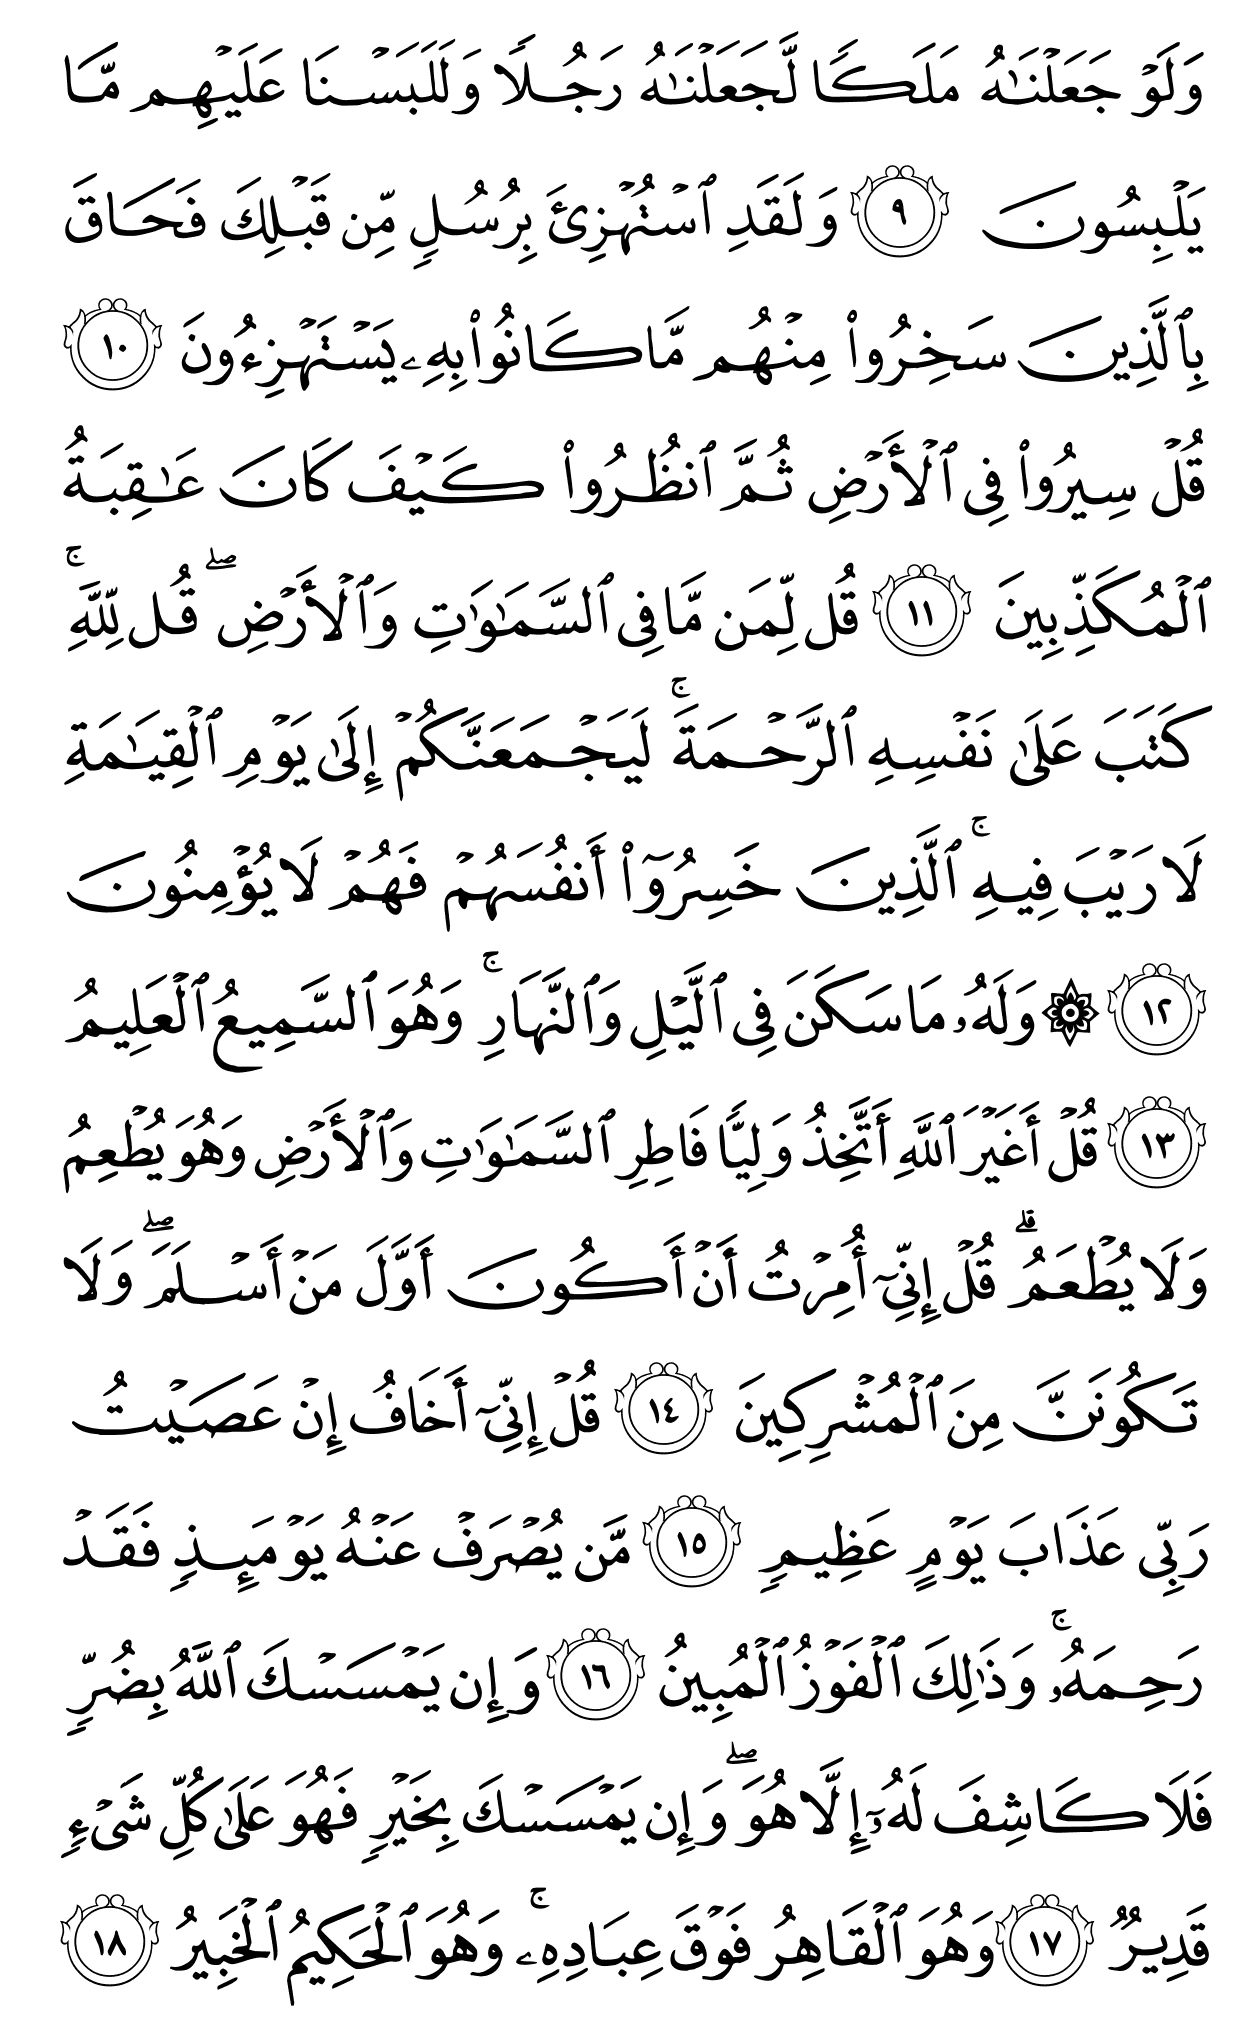 وَلَوۡ جَعَلۡنَٰهُ مَلَكٗا لَّجَعَلۡنَٰهُ رَجُلٗا وَلَلَبَسۡنَا عَلَيۡهِم مَّا
يَلۡبِسُونَ ٩ وَلَقَدِ ٱسۡتُهۡزِئَ بِرُسُلٖ مِّن قَبۡلِكَ فَحَاقَ
بِٱلَّذِينَ سَخِرُواْ مِنۡهُم مَّا كَانُواْ بِهِۦ يَسۡتَهۡزِءُونَ ١٠
قُلۡ سِيرُواْ فِي ٱلۡأَرۡضِ ثُمَّ ٱنظُرُواْ كَيۡفَ كَانَ عَٰقِبَةُ
ٱلۡمُكَذِّبِينَ ١١ قُل لِّمَن مَّا فِي ٱلسَّمَٰوَٰتِ وَٱلۡأَرۡضِۖ قُل لِّلَّهِۚ
كَتَبَ عَلَىٰ نَفۡسِهِ ٱلرَّحۡمَةَۚ لَيَجۡمَعَنَّكُمۡ إِلَىٰ يَوۡمِ ٱلۡقِيَٰمَةِ
لَا رَيۡبَ فِيهِۚ ٱلَّذِينَ خَسِرُوٓاْ أَنفُسَهُمۡ فَهُمۡ لَا يُؤۡمِنُونَ
١٢ ۞ وَلَهُۥ مَا سَكَنَ فِي ٱلَّيۡلِ وَٱلنَّهَارِۚ وَهُوَ ٱلسَّمِيعُ ٱلۡعَلِيمُ
١٣ قُلۡ أَغَيۡرَ ٱللَّهِ أَتَّخِذُ وَلِيّٗا فَاطِرِ ٱلسَّمَٰوَٰتِ وَٱلۡأَرۡضِ وَهُوَ يُطۡعِمُ
وَلَا يُطۡعَمُۗ قُلۡ إِنِّيٓ أُمِرۡتُ أَنۡ أَكُونَ أَوَّلَ مَنۡ أَسۡلَمَۖ وَلَا
تَكُونَنَّ مِنَ ٱلۡمُشۡرِكِينَ ١٤ قُلۡ إِنِّيٓ أَخَافُ إِنۡ عَصَيۡتُ
رَبِّي عَذَابَ يَوۡمٍ عَظِيمٖ ١٥ مَّن يُصۡرَفۡ عَنۡهُ يَوۡمَئِذٖ فَقَدۡ
رَحِمَهُۥۚ وَذَٰلِكَ ٱلۡفَوۡزُ ٱلۡمُبِينُ ١٦ وَإِن يَمۡسَسۡكَ ٱللَّهُ بِضُرّٖ
فَلَا كَاشِفَ لَهُۥٓ إِلَّا هُوَۖ وَإِن يَمۡسَسۡكَ بِخَيۡرٖ فَهُوَ عَلَىٰ كُلِّ شَيۡءٖ
قَدِيرٞ ١٧ وَهُوَ ٱلۡقَاهِرُ فَوۡقَ عِبَادِهِۦۚ وَهُوَ ٱلۡحَكِيمُ ٱلۡخَبِيرُ ١٨